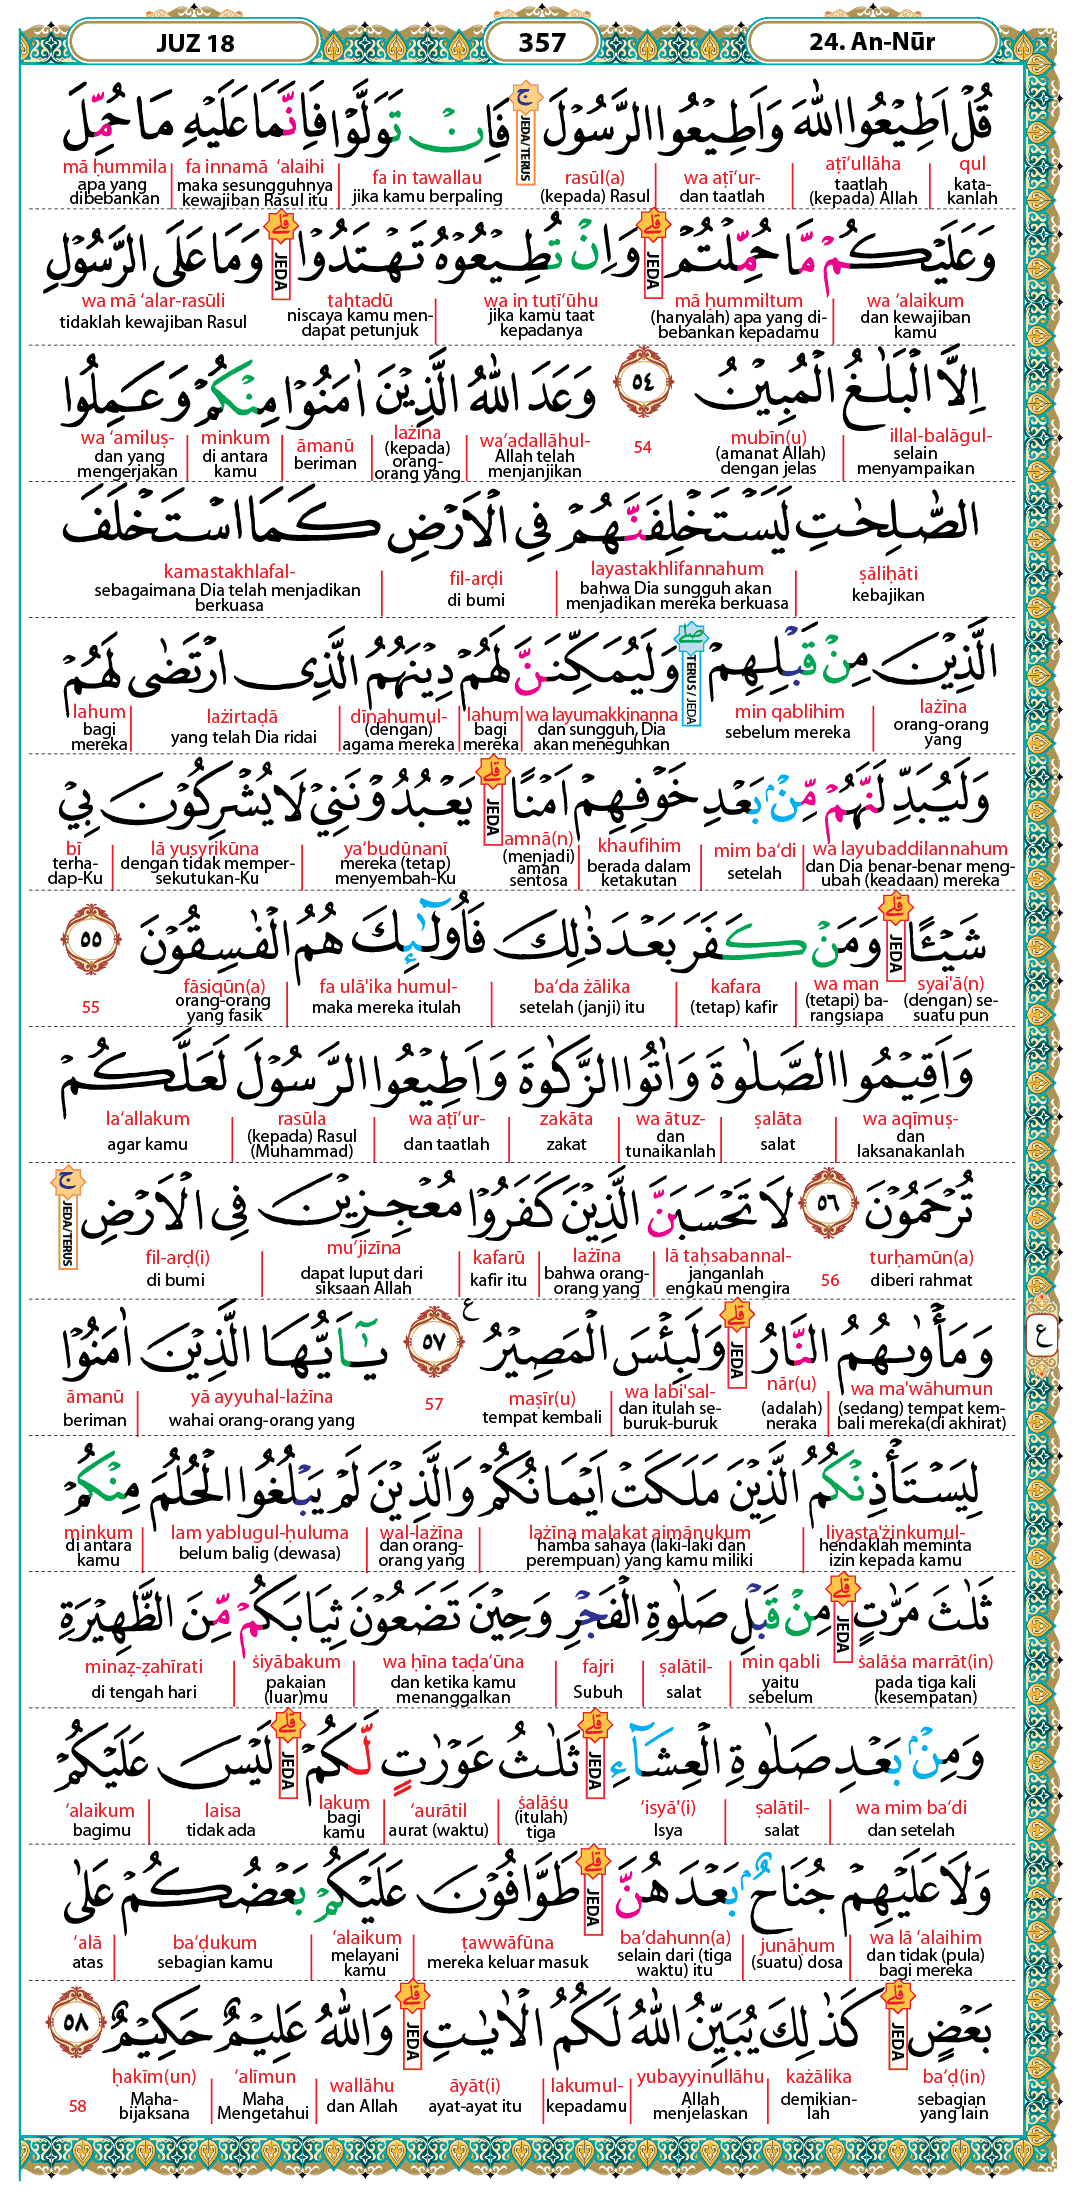 JUZ 18
357
24. An-Nūr
قُلْ اَطِيْعُوا اللّٰهَ وَاَطِيْعُوا الرَّسُوْلَ ۚ فَاِنْ تَوَلَّوْا فَاِنَّمَا عَلَيْهِ مَا حُمِّلَ
JEDA/TERUS
qul aṭī‘ullāha wa aṭī‘ur- rasūl(a) fa in tawallau fa innamā ‘alaihi mā ḥummila
kata-kanlah taatlah (kepada) Allah dan taatlah (kepada) Rasul jika kamu berpaling maka sesungguhnya kewajiban Rasul itu apa yang dibebankan
وَعَلَيْكُمْ مَّا حُمِّلْتُمْ ۗ وَاِنْ تُطِيْعُوْهُ تَهْتَدُوْا ۗ وَمَا عَلَى الرَّسُوْلِ
JEDA JEDA
wa ‘alaikum mā ḥummiltum wa in tuṭī‘ūhu tahtadū wa mā ‘alar-rasūli
dan kewajiban kamu (hanyalah) apa yang di-bebankan kepadamu jika kamu taat kepadanya niscaya kamu men-dapat petunjuk tidaklah kewajiban Rasul
اِلَّا الْبَلٰغُ الْمُبِيْنُ ٥٤ وَعَدَ اللّٰهُ الَّذِيْنَ اٰمَنُوْا مِنْكُمْ وَعَمِلُوا
illal-balāgul- mubīn(u) 54 wa‘adallāhul- lażīna āmanū minkum wa ‘amiluṣ-
selain menyampaikan (amanat Allah) dengan jelas Allah telah menjanjikan (kepada) orang-orang yang beriman di antara kamu dan yang mengerjakan
الصّٰلِحٰتِ لَيَسْتَخْلِفَنَّهُمْ فِى الْاَرْضِ كَمَا اسْتَخْلَفَ
ṣāliḥāti layastakhlifannahum fil-arḍi kamastakhlafal-
kebajikan bahwa Dia sungguh akan menjadikan mereka berkuasa di bumi sebagaimana Dia telah menjadikan berkuasa
الَّذِيْنَ مِنْ قَبْلِهِمْ ۖ وَلَيُمَكِّنَنَّ لَهُمْ دِيْنَهُمُ الَّذِى ارْتَضٰى لَهُمْ
TERUS/JEDA
lażīna min qablihim wa layumakkinanna lahum dīnahumul- lażirtaḍā lahum
orang-orang yang sebelum mereka dan sungguh, Dia akan meneguhkan bagi mereka (dengan) agama mereka yang telah Dia ridai bagi mereka
وَلَيُبَدِّلَنَّهُمْ مِّنْۢ بَعْدِ خَوْفِهِمْ اَمْنًا ۗ يَعْبُدُوْنَنِيْ لَا يُشْرِكُوْنَ بِيْ
JEDA
wa layubaddilannahum mim ba‘di khaufihim amnā(n) ya‘budūnanī lā yusyrikūna bī
dan Dia benar-benar meng-ubah (keadaan) mereka setelah berada dalam ketakutan (menjadi) aman sentosa mereka (tetap) menyembah-Ku dengan tidak memper-sekutukan-Ku terha-dap-Ku
شَيْـًٔا ۗ وَمَنْ كَفَرَ بَعْدَ ذٰلِكَ فَاُولٰۤىِٕكَ هُمُ الْفٰسِقُوْنَ ٥٥
JEDA
syai'ā(n) wa man kafara ba‘da żālika fa ulā'ika humul- fāsiqūn(a) 55
(dengan) se-suatu pun (tetapi) ba-rangsiapa (tetap) kafir setelah (janji) itu maka mereka itulah orang-orang yang fasik
وَاَقِيْمُوا الصَّلٰوةَ وَاٰتُوا الزَّكٰوةَ وَاَطِيْعُوا الرَّسُوْلَ لَعَلَّكُمْ
wa aqīmuṣ- ṣalāta wa ātuz- zakāta wa aṭī‘ur- rasūla la‘allakum
dan laksanakanlah salat dan tunaikanlah zakat dan taatlah (kepada) Rasul (Muhammad) agar kamu
تُرْحَمُوْنَ ٥٦ لَا تَحْسَبَنَّ الَّذِيْنَ كَفَرُوْا مُعْجِزِيْنَ فِى الْاَرْضِ ۚ
JEDA/TERUS
turḥamūn(a) 56 lā taḥsabannal- lażīna kafarū mu‘jizīna fil-arḍ(i)
diberi rahmat janganlah engkau mengira bahwa orang-orang yang kafir itu dapat luput dari siksaan Allah di bumi
وَمَأْوٰىهُمُ النَّارُ ۗ وَلَبِئْسَ الْمَصِيْرُ ࣖ ٥٧ يٰٓاَيُّهَا الَّذِيْنَ اٰمَنُوْا
ع
JEDA
wa ma'wāhumun nār(u) wa labi'sal- maṣīr(u) 57 yā ayyuhal-lażīna āmanū
(sedang) tempat kem-bali mereka(di akhirat) (adalah) neraka dan itulah se-buruk-buruk tempat kembali wahai orang-orang yang beriman
لِيَسْتَأْذِنْكُمُ الَّذِيْنَ مَلَكَتْ اَيْمَانُكُمْ وَالَّذِيْنَ لَمْ يَبْلُغُوا الْحُلُمَ مِنْكُمْ
liyasta'żinkumul- lażīna malakat aimānukum wal-lażīna lam yablugul-ḥuluma minkum
hendaklah meminta izin kepada kamu hamba sahaya (laki-laki dan perempuan) yang kamu miliki dan orang-orang yang belum balig (dewasa) di antara kamu
ثَلٰثَ مَرّٰتٍ ۗ مِنْ قَبْلِ صَلٰوةِ الْفَجْرِ وَحِيْنَ تَضَعُوْنَ ثِيَابَكُمْ مِّنَ الظَّهِيْرَةِ
JEDA
ṡalāṡa marrāt(in) min qabli ṣalātil- fajri wa ḥīna taḍa‘ūna ṡiyābakum minaẓ-ẓahīrati
pada tiga kali (kesempatan) yaitu sebelum salat Subuh dan ketika kamu menanggalkan pakaian (luar)mu di tengah hari
وَمِنْۢ بَعْدِ صَلٰوةِ الْعِشَاۤءِ ۗ ثَلٰثُ عَوْرٰتٍ لَّكُمْ ۗ لَيْسَ عَلَيْكُمْ
JEDA JEDA
wa mim ba‘di ṣalātil- ‘isyā'(i) ṡalāṡu ‘aurātil lakum laisa ‘alaikum
dan setelah salat Isya (itulah) tiga aurat (waktu) bagi kamu tidak ada bagimu
وَلَا عَلَيْهِمْ جُنَاحٌۢ بَعْدَهُنَّ ۗ طَوَّافُوْنَ عَلَيْكُمْ بَعْضُكُمْ عَلٰى
JEDA
wa lā ‘alaihim junāḥum ba‘dahunn(a) ṭawwāfūna ‘alaikum ba‘ḍukum ‘alā
dan tidak (pula) bagi mereka (suatu) dosa selain dari (tiga waktu) itu mereka keluar masuk melayani kamu sebagian kamu atas
بَعْضٍ ۗ كَذٰلِكَ يُبَيِّنُ اللّٰهُ لَكُمُ الْاٰيٰتِ ۗ وَاللّٰهُ عَلِيْمٌ حَكِيْمٌ ٥٨
JEDA JEDA
ba‘ḍ(in) każālika yubayyinullāhu lakumul- āyāt(i) wallāhu ‘alīmun ḥakīm(un) 58
sebagian yang lain demikian-lah Allah menjelaskan kepadamu ayat-ayat itu dan Allah Maha Mengetahui Maha-bijaksana